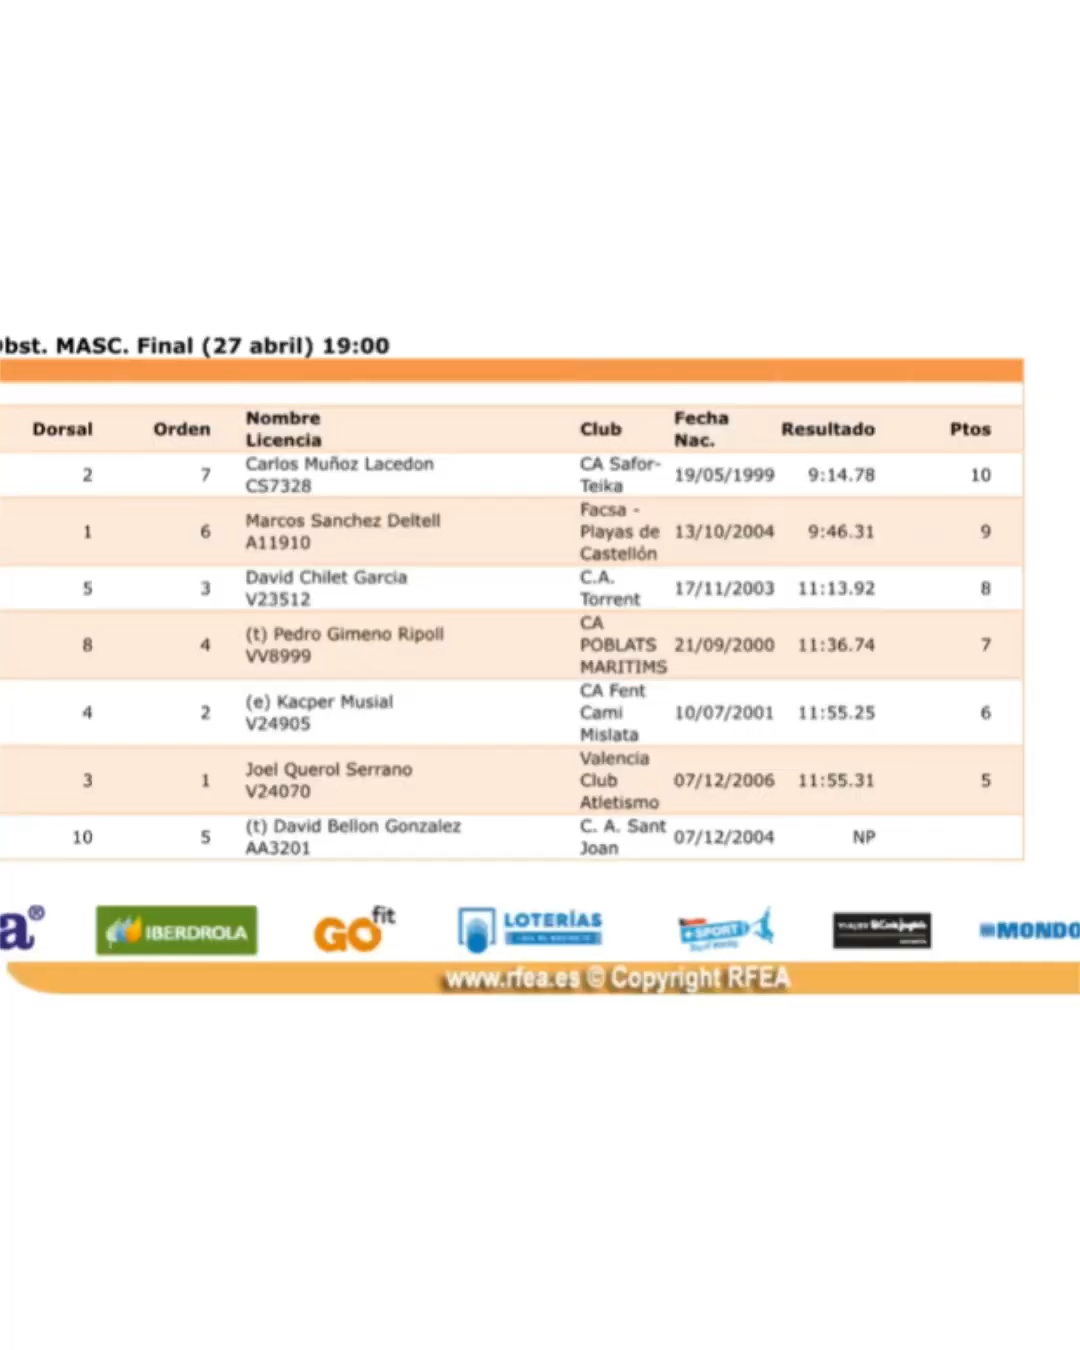 bst. MASC. Final (27 abril) 19:00
Dorsal Orden Nombre Licencia Club Fecha Nac. Resultado Ptos
2 7 Carlos Muñoz Lacedon CS7328 CA Safor-Teika 19/05/1999 9:14.78 10
1 6 Marcos Sanchez Deltell A11910 Facsa - Playas de Castellón 13/10/2004 9:46.31 9
5 3 David Chilet Garcia V23512 C.A. Torrent 17/11/2003 11:13.92 8
8 4 (t) Pedro Gimeno Ripoll VV8999 CA POBLATS MARITIMS 21/09/2000 11:36.74 7
4 2 (e) Kacper Musial V24905 CA Fent Cami Mislata 10/07/2001 11:55.25 6
3 1 Joel Querol Serrano V24070 Valencia Club Atletismo 07/12/2006 11:55.31 5
10 5 (t) David Bellon Gonzalez AA3201 C. A. Sant Joan 07/12/2004 NP
a® IBERDROLA GO fit LOTERÍAS +SPORT MONDO
www.rfea.es © Copyright RFEA